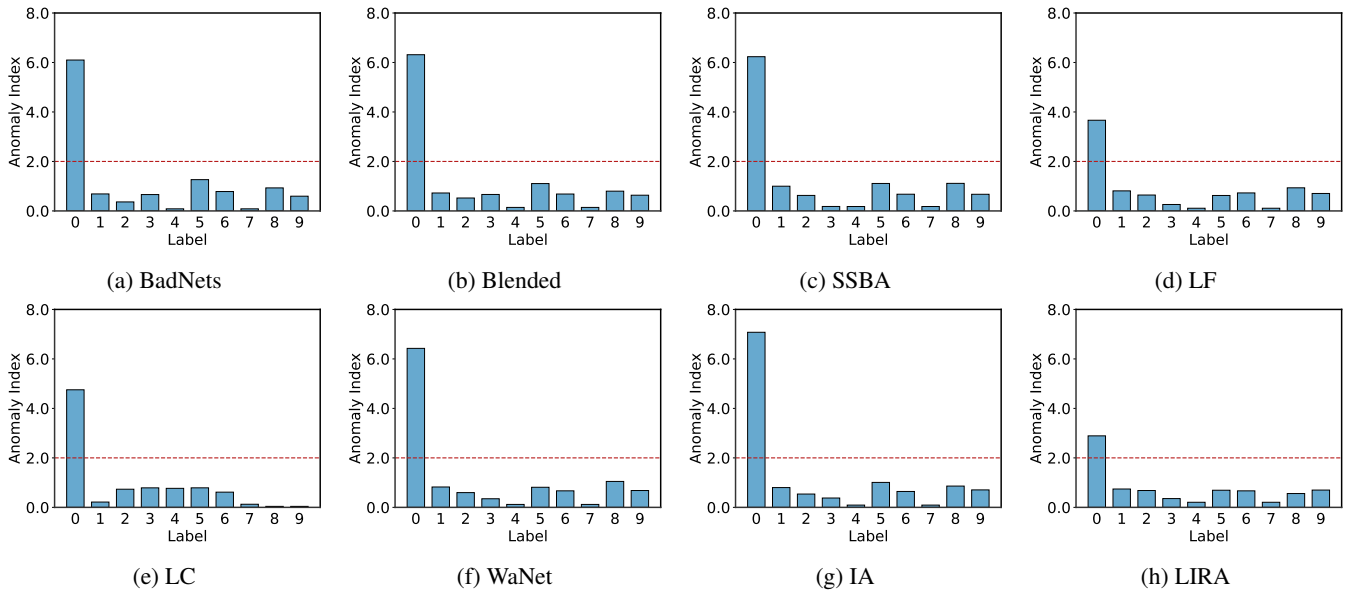 8.0
6.0
4.0
2.0
0.0
Anomaly Index
0 1 2 3 4 5 6 7 8 9
Label
(a) BadNets
8.0
6.0
4.0
2.0
0.0
Anomaly Index
0 1 2 3 4 5 6 7 8 9
Label
(b) Blended
8.0
6.0
4.0
2.0
0.0
Anomaly Index
0 1 2 3 4 5 6 7 8 9
Label
(c) SSBA
8.0
6.0
4.0
2.0
0.0
Anomaly Index
0 1 2 3 4 5 6 7 8 9
Label
(d) LF
8.0
6.0
4.0
2.0
0.0
Anomaly Index
0 1 2 3 4 5 6 7 8 9
Label
(e) LC
8.0
6.0
4.0
2.0
0.0
Anomaly Index
0 1 2 3 4 5 6 7 8 9
Label
(f) WaNet
8.0
6.0
4.0
2.0
0.0
Anomaly Index
0 1 2 3 4 5 6 7 8 9
Label
(g) IA
8.0
6.0
4.0
2.0
0.0
Anomaly Index
0 1 2 3 4 5 6 7 8 9
Label
(h) LIRA